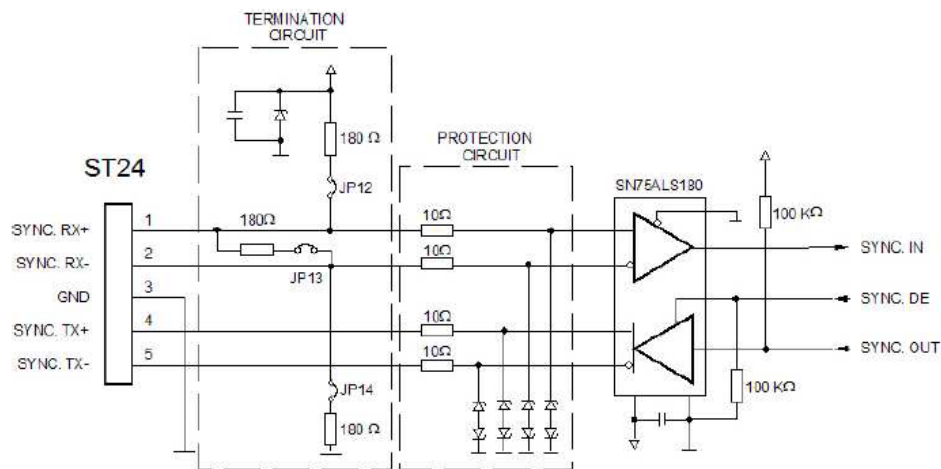 TERMINATION
CIRCUIT
180 Ω
PROTECTION
CIRCUIT
ST24
JP12
SN75ALS180
SYNC. RX+
1
180Ω
10Ω
100 KΩ
SYNC. RX-
2
JP13
10Ω
SYNC. IN
GND
3
SYNC. DE
SYNC. TX+
4
10Ω
SYNC. TX-
5
10Ω
SYNC. OUT
JP14
100 KΩ
180 Ω